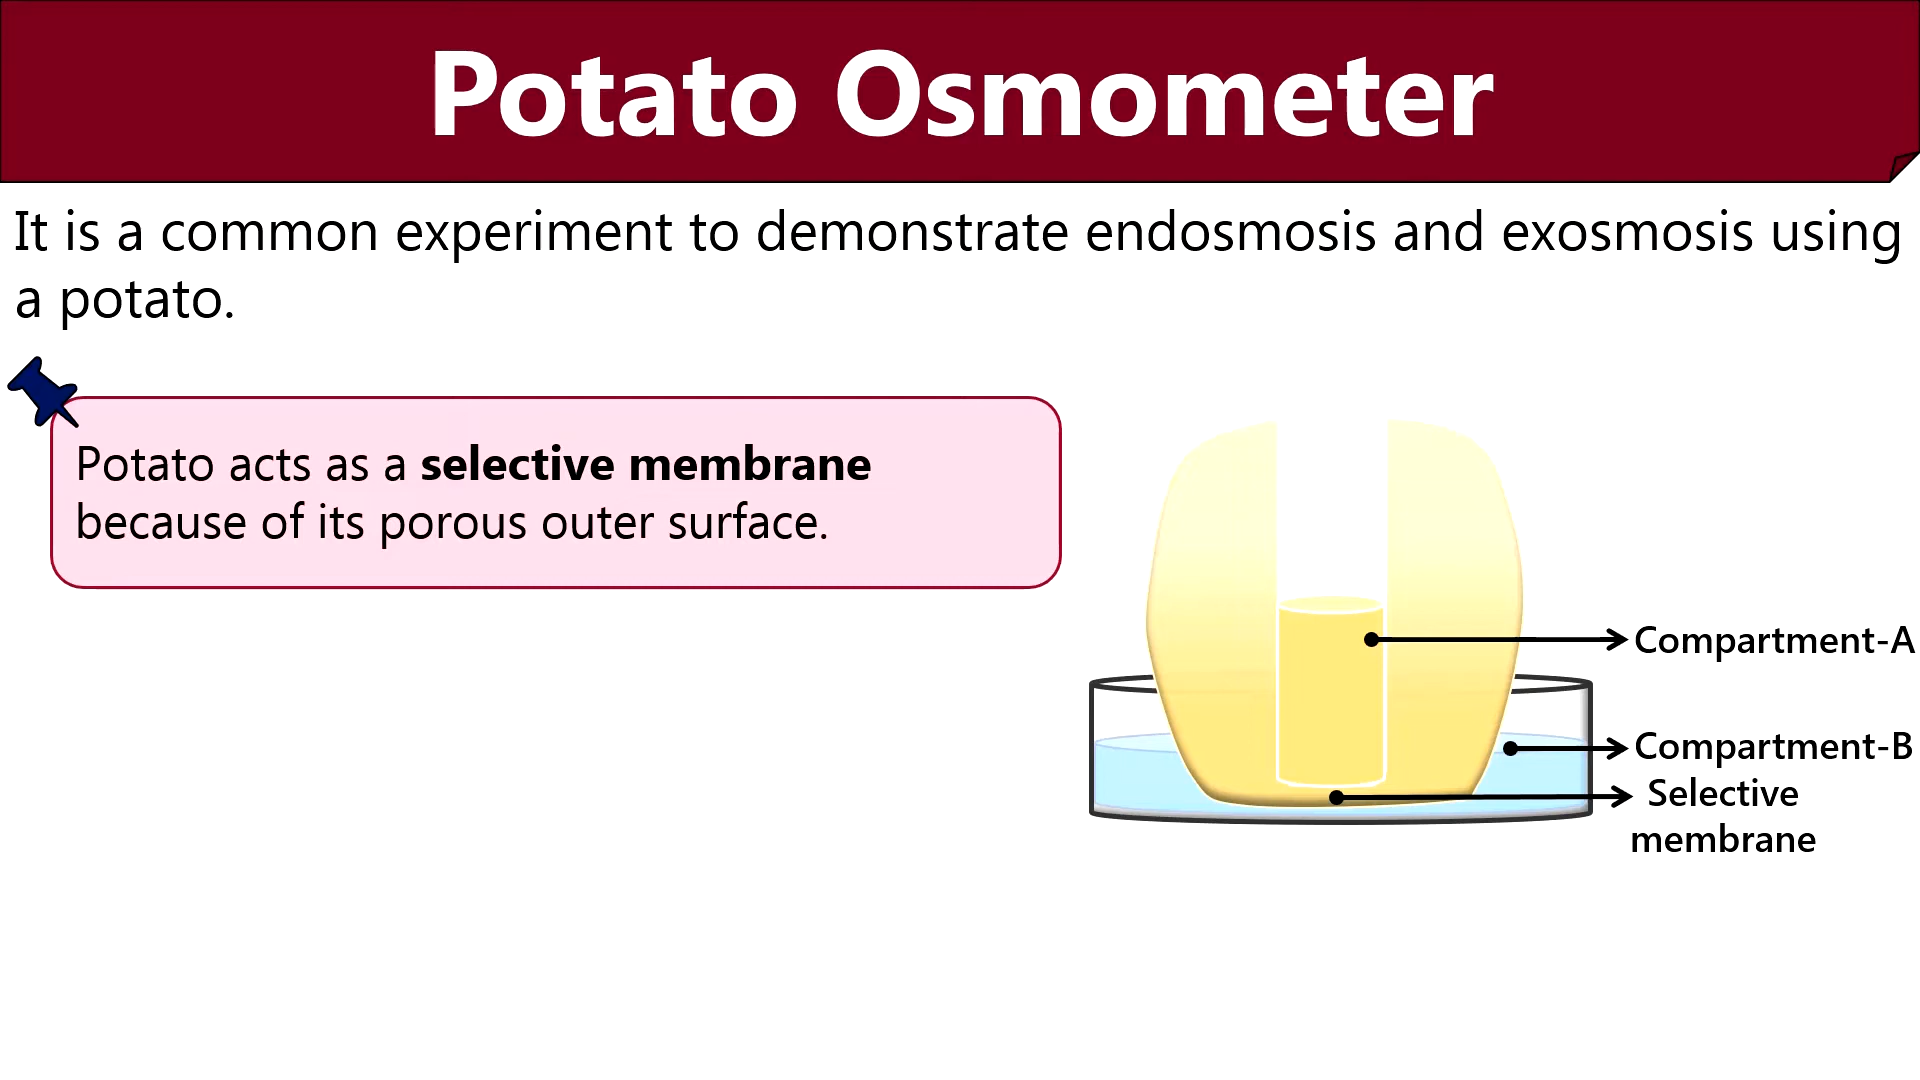 Potato Osmometer
It is a common experiment to demonstrate endosmosis and exosmosis using
a potato.
Potato acts as a selective membrane
because of its porous outer surface.
Compartment-A
Compartment-B
Selective
membrane